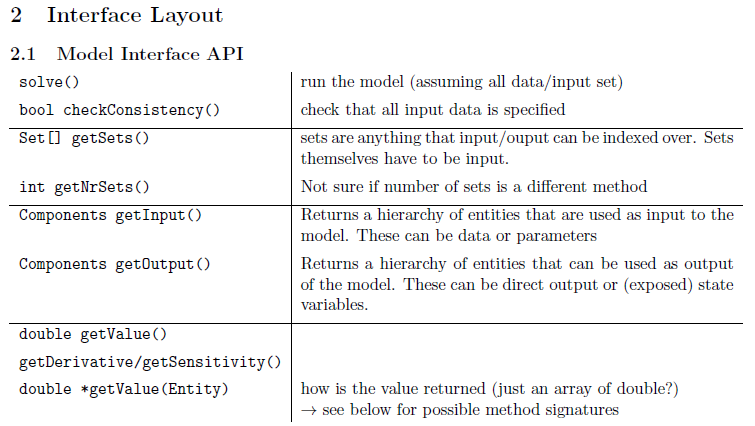 2 Interface Layout
2.1 Model Interface API
solve() run the model (assuming all data/input set)
bool checkConsistency() check that all input data is specified
Set[] getSets() sets are anything that input/ouput can be indexed over. Sets
themselves have to be input.
int getNrSets() Not sure if number of sets is a different method
Components getInput() Returns a hierarchy of entities that are used as input to the
model. These can be data or parameters
Components getOutput() Returns a hierarchy of entities that can be used as output
of the model. These can be direct output or (exposed) state
variables.
double getValue()
getDerivative/getSensitivity()
double *getValue(Entity) how is the value returned (just an array of double?)
→ see below for possible method signatures